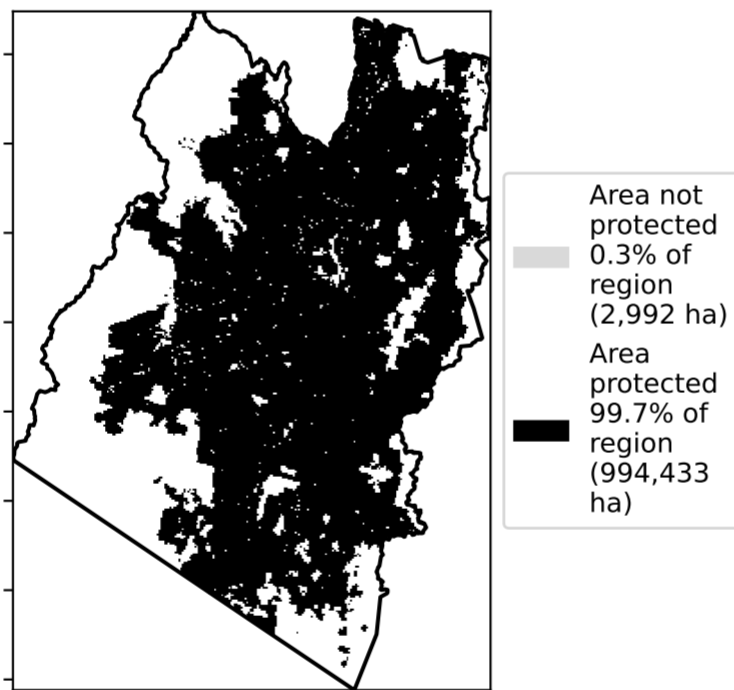 Area not
protected
0.3% of
region
(2,992 ha)
Area
protected
99.7% of
region
(994,433
ha)